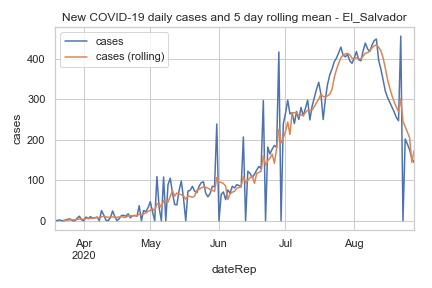 New COVID-19 daily cases and 5 day rolling mean - El_Salvador
cases
cases (rolling)
400
300
200
100
0
cases
Apr
2020
May
Jun
Jul
Aug
dateRep